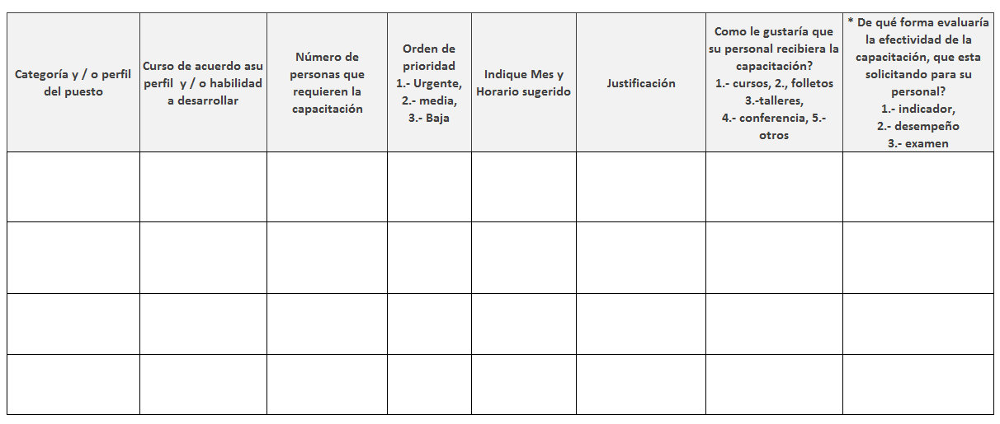 Categoría y / o perfil
del puesto
Curso de acuerdo asu
perfil y / o habilidad
a desarrollar
Número de
personas que
requieren la
capacitación
Orden de
prioridad
1.- Urgente,
2.- media,
3.- Baja
Indique Mes y
Horario sugerido
Justificación
Como le gustaría que
su personal recibiera la
capacitación?
1.- cursos, 2., folletos
3.-talleres,
4.- conferencia, 5.-
otros
* De qué forma evaluaría
la efectividad de la
capacitación, que esta
solicitando para su
personal?
1.- indicador,
2.- desempeño
3.- examen